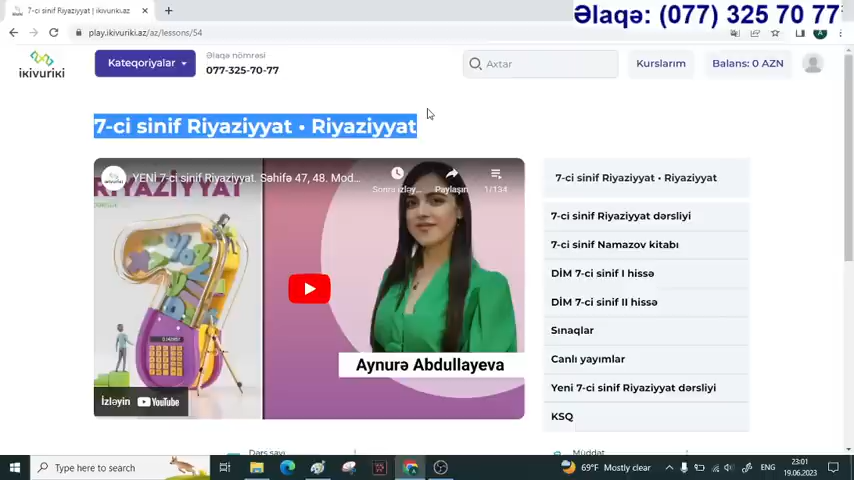 7-ci sinif Riyaziyyat | ikivuriki.az
Əlaqə: (077) 325 70 77
play.ikivuriki.az/az/lessons/54
A
ikivuriki
Kateqoriyalar
Əlaqə nömrəsi
077-325-70-77
Axtar
Kurslarım
Balans: 0 AZN
7-ci sinif Riyaziyyat • Riyaziyyat
YENİ 7-ci sinif Riyaziyyat. Səhifə 47, 48. Mod...
Sonra izləy...
Paylaşın
1/134
RİYAZİYYAT
7
Aynurə Abdullayeva
İzləyin YouTube
7-ci sinif Riyaziyyat • Riyaziyyat
7-ci sinif Riyaziyyat dərsliyi
7-ci sinif Namazov kitabı
DİM 7-ci sinif I hissə
DİM 7-ci sinif II hissə
Sınaqlar
Canlı yayımlar
Yeni 7-ci sinif Riyaziyyat dərsliyi
KSQ
Dərs sayı
Müddət
Type here to search
69°F Mostly clear
ENG
23:01
19.06.2023